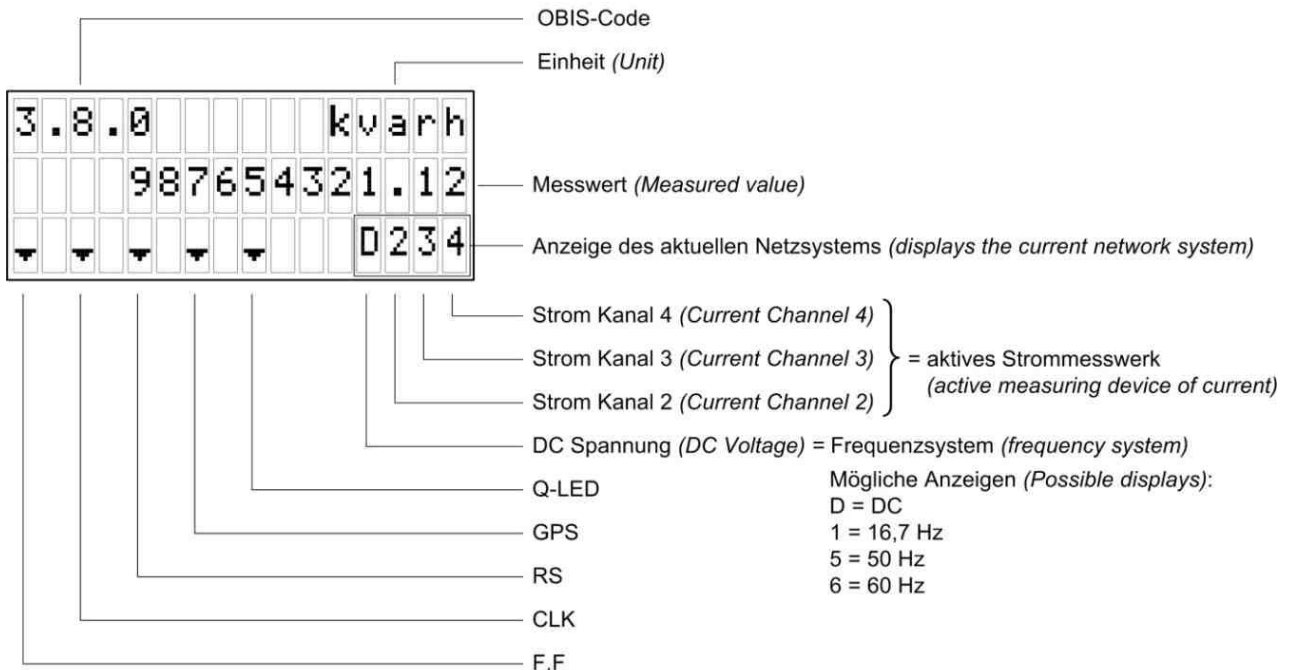 OBIS-Code
Einheit (Unit)
3.8.0 kvarh
987654321.12
Messwert (Measured value)
D234
Anzeige des aktuellen Netzsystems (displays the current network system)
Strom Kanal 4 (Current Channel 4)
Strom Kanal 3 (Current Channel 3)
= aktives Strommesswerk
(active measuring device of current)
Strom Kanal 2 (Current Channel 2)
DC Spannung (DC Voltage) = Frequenzsystem (frequency system)
Mögliche Anzeigen (Possible displays):
D = DC
1 = 16,7 Hz
5 = 50 Hz
6 = 60 Hz
Q-LED
GPS
RS
CLK
F.F